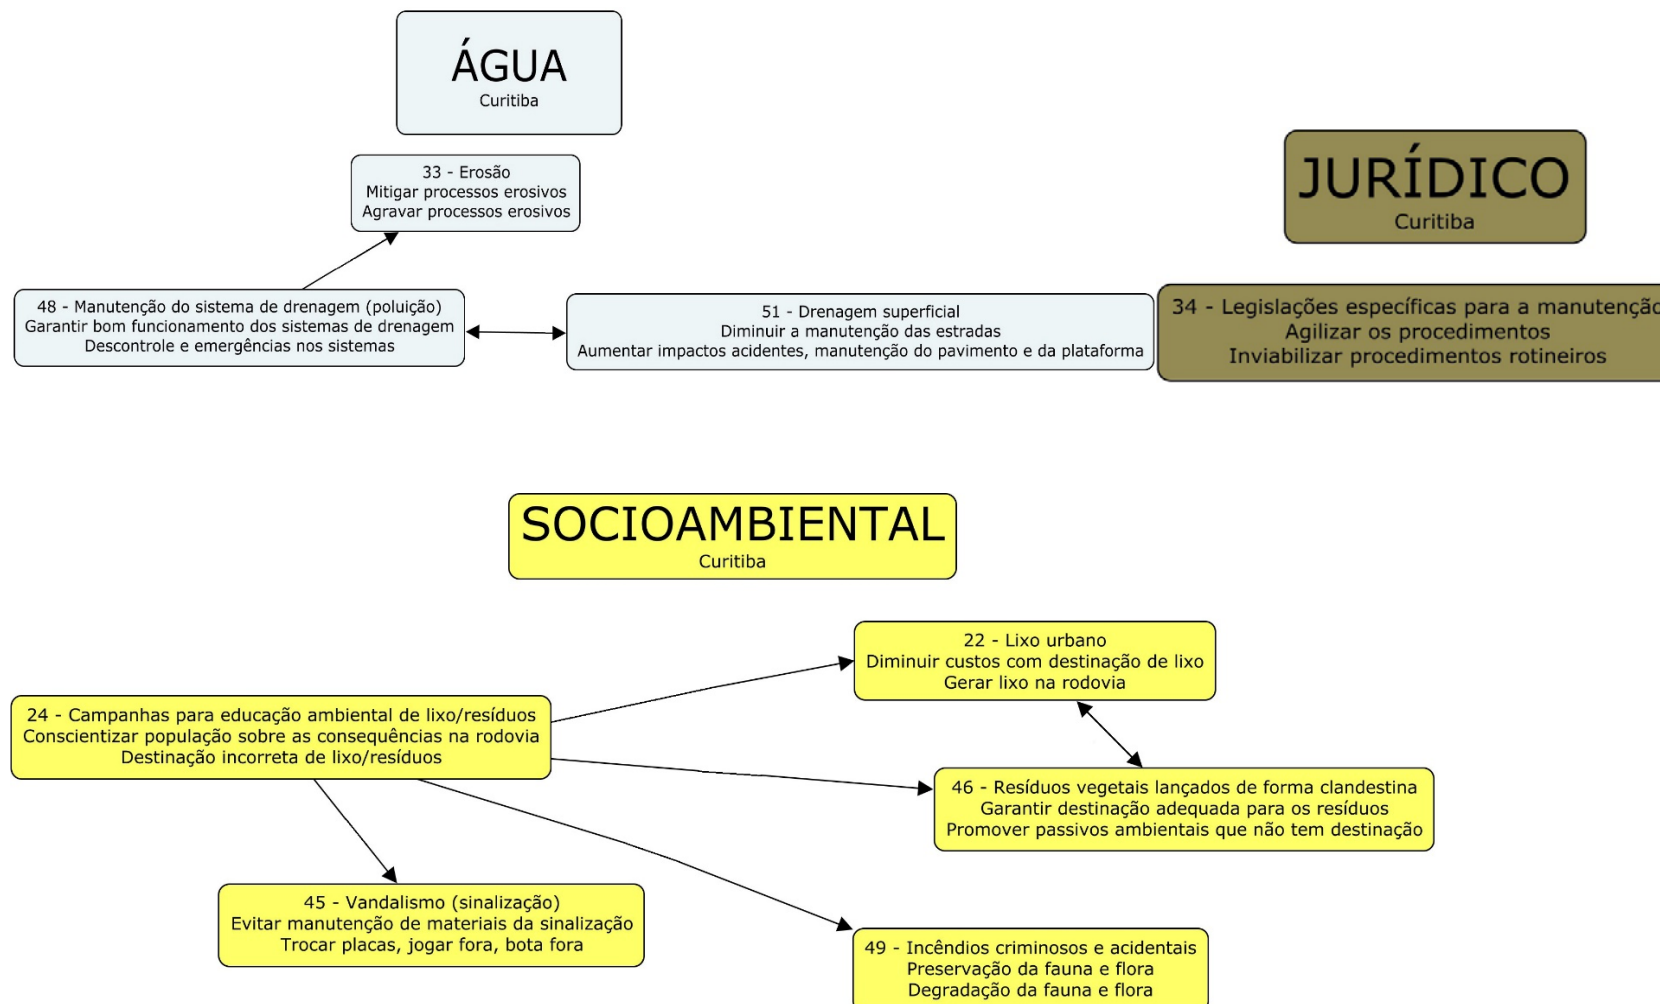 ÁGUA
Curitiba
33 - Erosão
Mitigar processos erosivos
Agravar processos erosivos
48 - Manutenção do sistema de drenagem (poluição)
Garantir bom funcionamento dos sistemas de drenagem
Descontrole e emergências nos sistemas
51 - Drenagem superficial
Diminuir a manutenção das estradas
Aumentar impactos acidentes, manutenção do pavimento e da plataforma
JURÍDICO
Curitiba
34 - Legislações específicas para a manutenção
Agilizar os procedimentos
Inviabilizar procedimentos rotineiros
SOCIOAMBIENTAL
Curitiba
22 - Lixo urbano
Diminuir custos com destinação de lixo
Gerar lixo na rodovia
24 - Campanhas para educação ambiental de lixo/resíduos
Conscientizar população sobre as consequências na rodovia
Destinação incorreta de lixo/resíduos
46 - Resíduos vegetais lançados de forma clandestina
Garantir destinação adequada para os resíduos
Promover passivos ambientais que não tem destinação
45 - Vandalismo (sinalização)
Evitar manutenção de materiais da sinalização
Trocar placas, jogar fora, bota fora
49 - Incêndios criminosos e acidentais
Preservação da fauna e flora
Degradação da fauna e flora